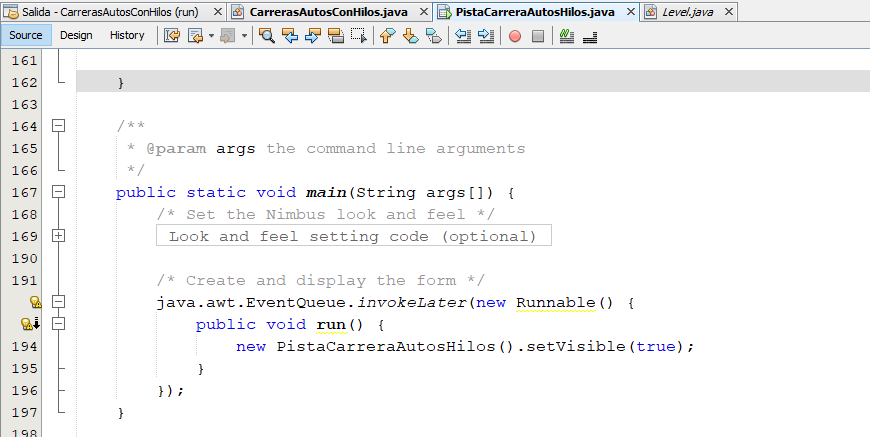 Salida - CarrerasAutosConHilos (run) × CarrerasAutosConHilos.java × PistaCarreraAutosHilos.java × Level.java ×
Source Design History
161
162 }
163
164 /**
165 * @param args the command line arguments
166 */
167 public static void main(String args[]) {
168 /* Set the Nimbus look and feel */
169 Look and feel setting code (optional)
190
191 /* Create and display the form */
java.awt.EventQueue.invokeLater(new Runnable() {
public void run() {
194 new PistaCarreraAutosHilos().setVisible(true);
195 }
196 });
197 }
198